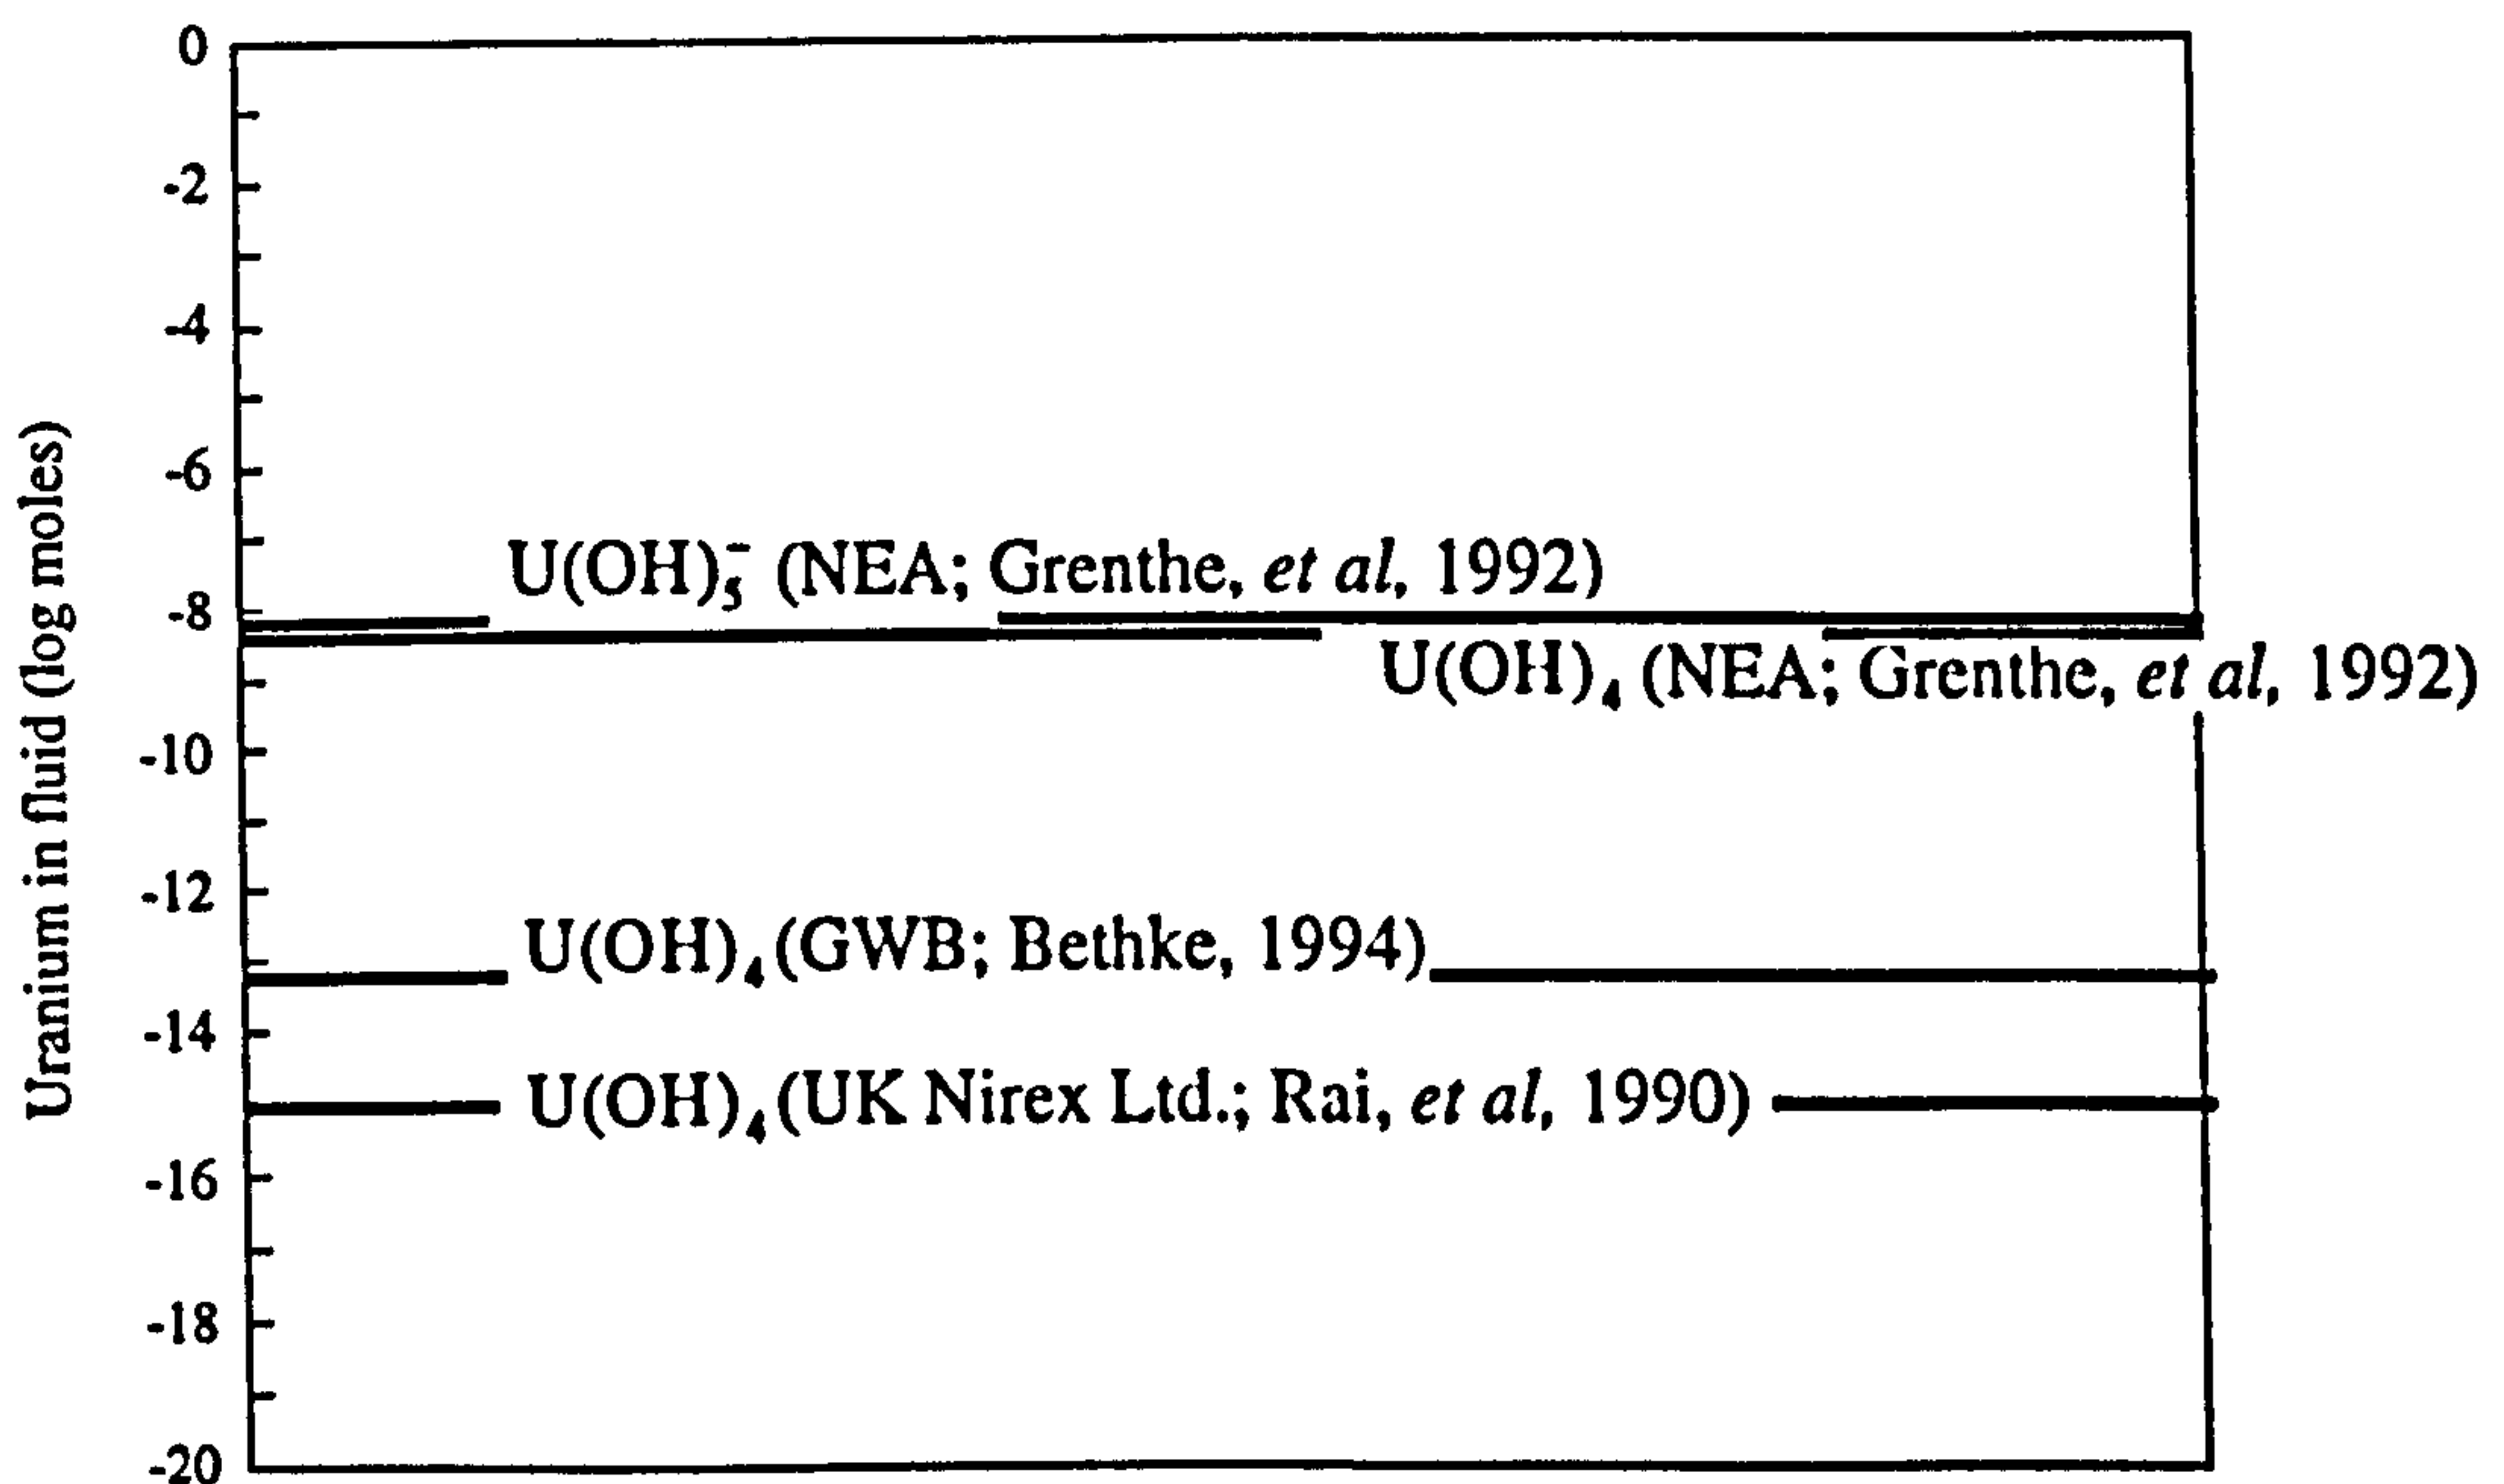 Uranium in fluid (log moles)
0
-2
-4
-6
-8
-10
-12
-14
-16
-18
-20
U(OH)₅⁻ (NEA; Grenthe, et al, 1992)
U(OH)₄ (NEA; Grenthe, et al, 1992)
U(OH)₄ (GWB; Bethke, 1994)
U(OH)₄ (UK Nirex Ltd.; Rai, et al, 1990)